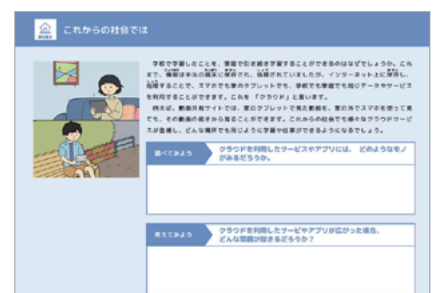 これからの社会では
学校で学習したことを、家庭で引き続き学習することができるのはなぜでしょうか。これ
まで、情報は手元の端末に保存され、処理されていましたが、インターネット上に保存し、
処理することで、スマホでも家のタブレットでも、学校でも家庭でも同じデータやサービス
を利用することができます。これを「クラウド」と言います。
例えば、動画共有サイトでは、家のタブレットで見た動画を、家の外でスマホを使って見
ても、その動画の続きから見ることができます。これからの社会でも様々なクラウドサービ
スが登場し、どんな場所でも同じように学習や仕事ができるようになるでしょう。
調べてみよう
クラウドを利用したサービスやアプリには、どのようなモノ
があるだろうか。
考えてみよう
クラウドを利用したサービやアプリが広がった場合、
どんな問題が起きるだろうか？